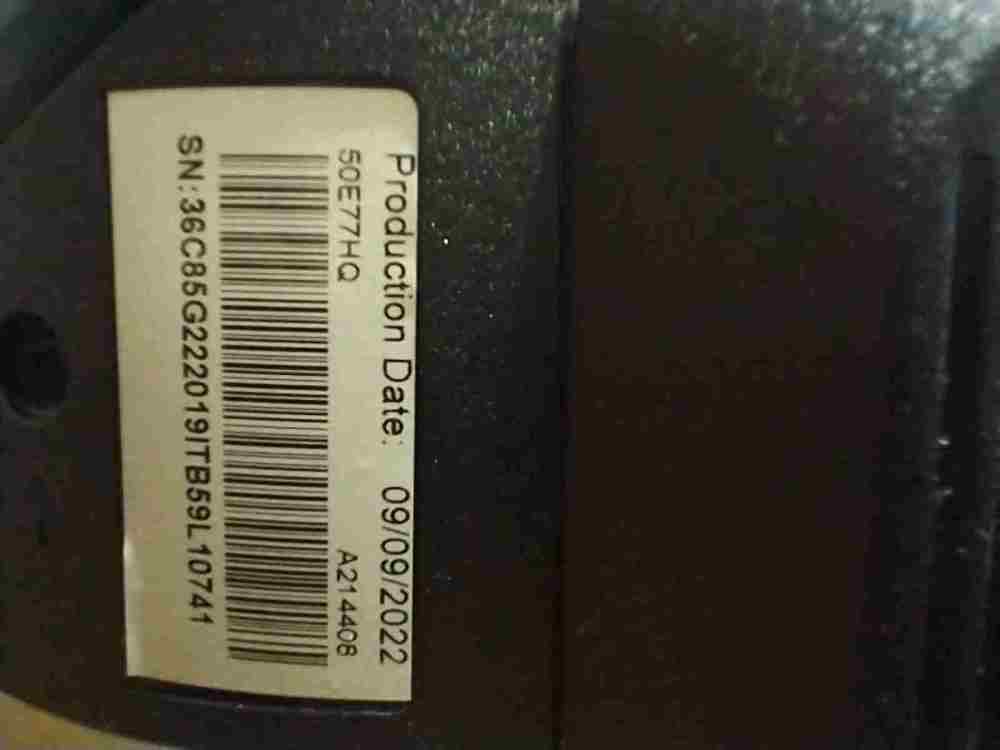 Production Date: 09/09/2022
50E77HQ A214408
SN:36C85G222019ITB59L10741